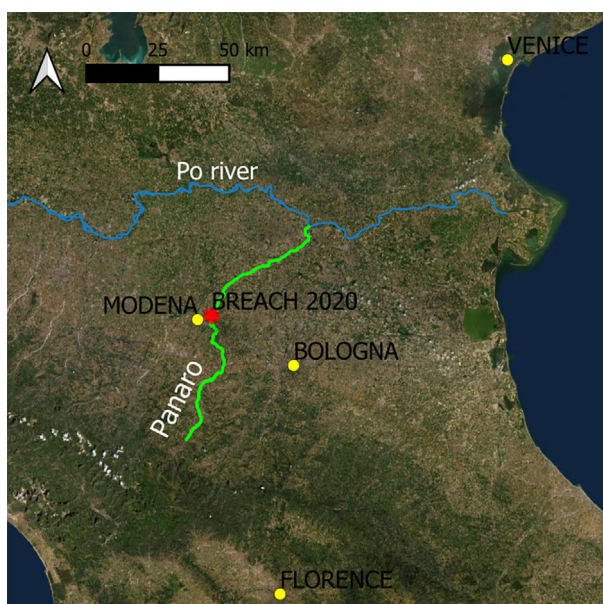 VENICE
0 25 50 km
Po river
MODENA BREACH 2020
BOLOGNA
Panaro
FLORENCE